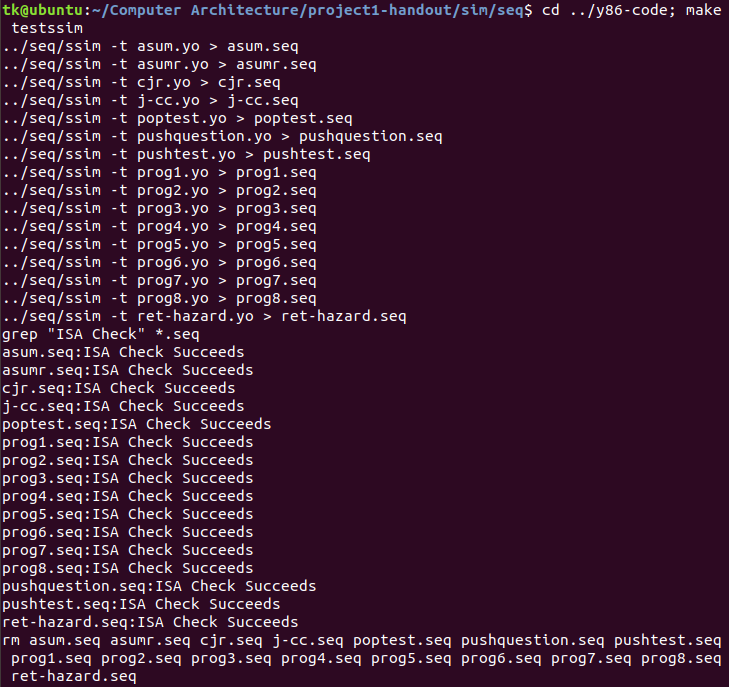 tk@ubuntu:~/Computer Architecture/project1-handout/sim/seq$ cd ../y86-code; make
 testssim
../seq/ssim -t asum.yo > asum.seq
../seq/ssim -t asumr.yo > asumr.seq
../seq/ssim -t cjr.yo > cjr.seq
../seq/ssim -t j-cc.yo > j-cc.seq
../seq/ssim -t poptest.yo > poptest.seq
../seq/ssim -t pushquestion.yo > pushquestion.seq
../seq/ssim -t pushtest.yo > pushtest.seq
../seq/ssim -t prog1.yo > prog1.seq
../seq/ssim -t prog2.yo > prog2.seq
../seq/ssim -t prog3.yo > prog3.seq
../seq/ssim -t prog4.yo > prog4.seq
../seq/ssim -t prog5.yo > prog5.seq
../seq/ssim -t prog6.yo > prog6.seq
../seq/ssim -t prog7.yo > prog7.seq
../seq/ssim -t prog8.yo > prog8.seq
../seq/ssim -t ret-hazard.yo > ret-hazard.seq
grep "ISA Check" *.seq
asum.seq:ISA Check Succeeds
asumr.seq:ISA Check Succeeds
cjr.seq:ISA Check Succeeds
j-cc.seq:ISA Check Succeeds
poptest.seq:ISA Check Succeeds
prog1.seq:ISA Check Succeeds
prog2.seq:ISA Check Succeeds
prog3.seq:ISA Check Succeeds
prog4.seq:ISA Check Succeeds
prog5.seq:ISA Check Succeeds
prog6.seq:ISA Check Succeeds
prog7.seq:ISA Check Succeeds
prog8.seq:ISA Check Succeeds
pushquestion.seq:ISA Check Succeeds
pushtest.seq:ISA Check Succeeds
ret-hazard.seq:ISA Check Succeeds
rm asum.seq asumr.seq cjr.seq j-cc.seq poptest.seq pushquestion.seq pushtest.seq
 prog1.seq prog2.seq prog3.seq prog4.seq prog5.seq prog6.seq prog7.seq prog8.seq
 ret-hazard.seq